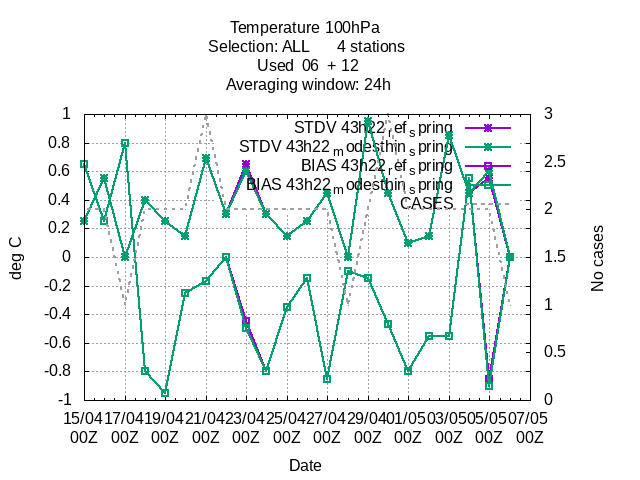 Temperature 100hPa
Selection: ALL 4 stations
Used 06 + 12
Averaging window: 24h
STDV 43h22ref_spring
STDV 43h22modesthin_spring
BIAS 43h22ref_spring
BIAS 43h22modesthin_spring
CASES
1
0.8
0.6
0.4
0.2
0
-0.2
-0.4
-0.6
-0.8
-1
deg C
3
2.5
2
1.5
1
0.5
0
No cases
15/04 17/04 19/04 21/04 23/04 25/04 27/04 29/04 01/05 03/05 05/05 07/05
00Z 00Z 00Z 00Z 00Z 00Z 00Z 00Z 00Z 00Z 00Z 00Z
Date